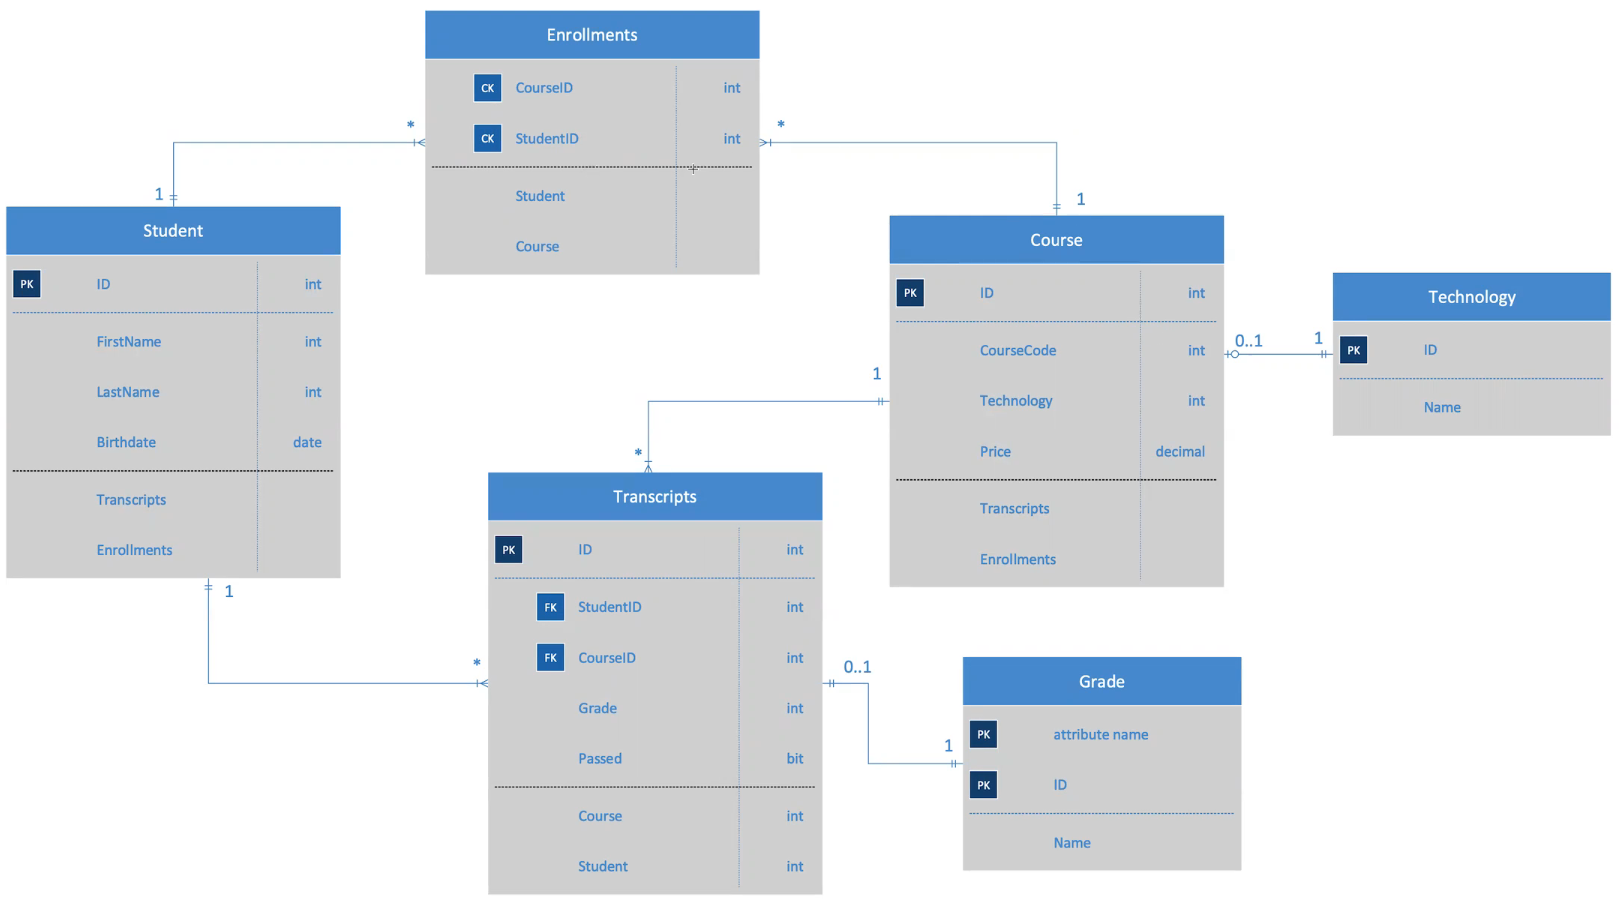 Enrollments
CK CourseID int
CK StudentID int
Student
Course
*
*
1
1
Student
PK ID int
FirstName int
LastName int
Birthdate date
Transcripts
Enrollments
Course
PK ID int
CourseCode int
Technology int
Price decimal
Transcripts
Enrollments
0..1
1
Technology
PK ID
Name
1
*
Transcripts
PK ID int
FK StudentID int
FK CourseID int
Grade int
Passed bit
Course int
Student int
1
*
0..1
1
Grade
PK attribute name
PK ID
Name